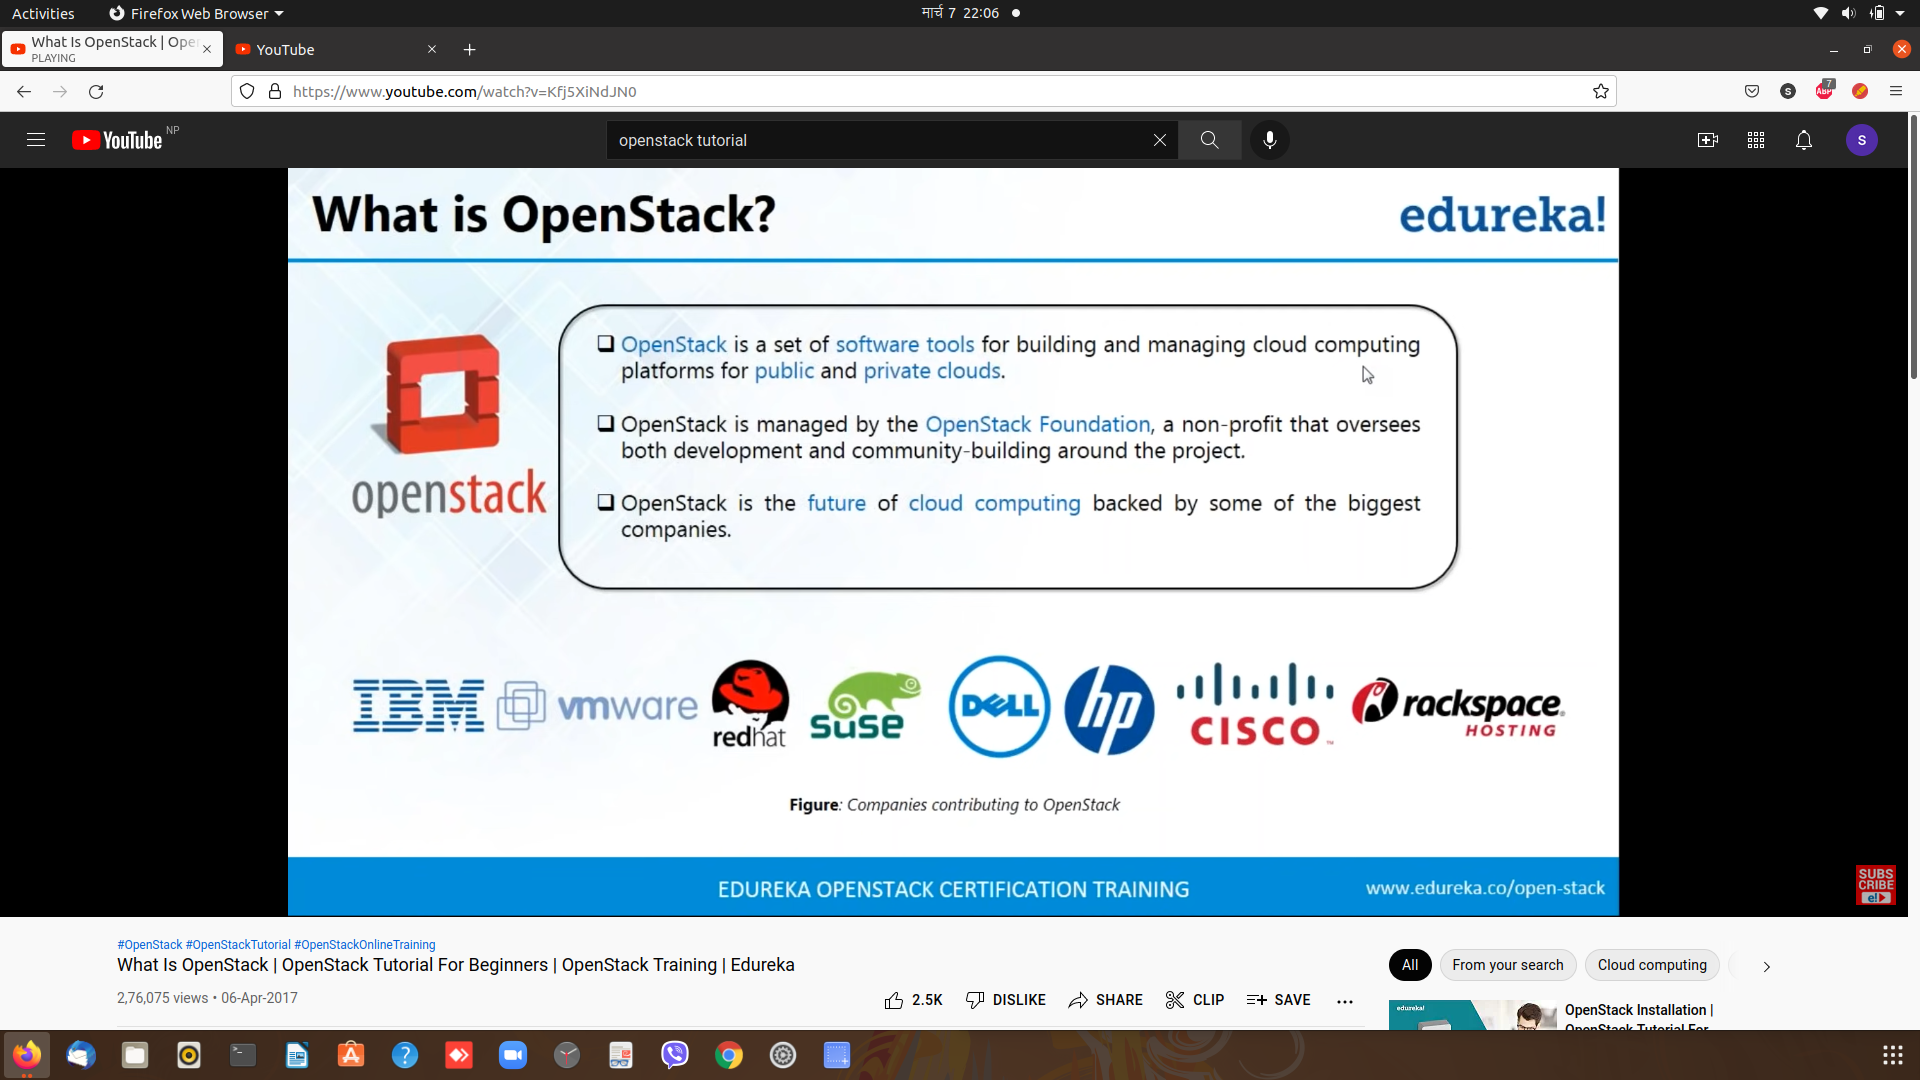 Activities
Firefox Web Browser
मार्च 7 22:06
What Is OpenStack | Ope
PLAYING
YouTube
https://www.youtube.com/watch?v=Kfj5XiNdJN0
S
ABP
7
YouTube
NP
openstack tutorial
S
What is OpenStack?
edureka!
OpenStack is a set of software tools for building and managing cloud computing
platforms for public and private clouds.
OpenStack is managed by the OpenStack Foundation, a non-profit that oversees
both development and community-building around the project.
OpenStack is the future of cloud computing backed by some of the biggest
companies.
openstack
IBM
vmware
redhat
suse
DELL
hp
CISCO
rackspace
HOSTING
Figure: Companies contributing to OpenStack
EDUREKA OPENSTACK CERTIFICATION TRAINING
www.edureka.co/open-stack
SUBS
CRIBE
e!
#OpenStack #OpenStackTutorial #OpenStackOnlineTraining
What Is OpenStack | OpenStack Tutorial For Beginners | OpenStack Training | Edureka
2,76,075 views • 06-Apr-2017
2.5K
DISLIKE
SHARE
CLIP
SAVE
All
From your search
Cloud computing
edureka!
OpenStack Installation |
OpenStack Tutorial For